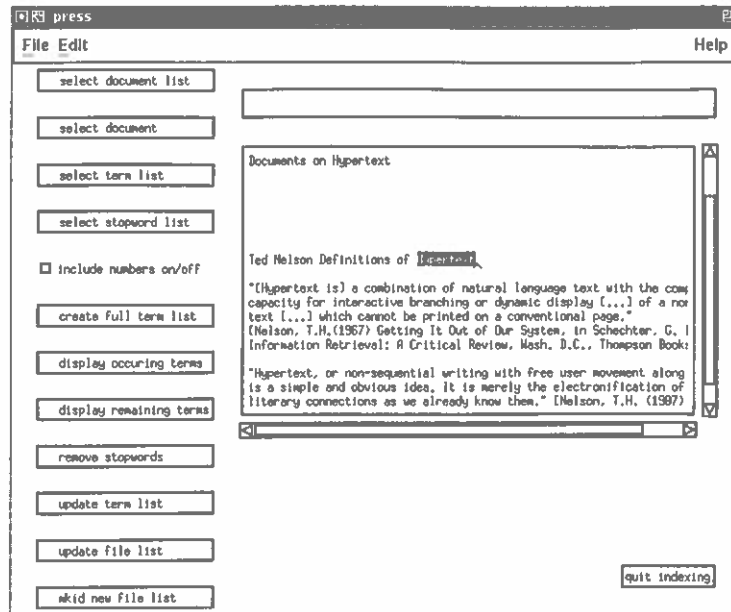 press
File Edit Help
select document list
select document
select term list
select stopword list
include numbers on/off
create full term list
display occuring terms
display remaining terms
remove stopwords
update term list
update file list
mkid new file list
Documents on Hypertext
Ted Nelson Definitions of
"[Hypertext is] a combination of natural language text with the comp
capacity for interactive branching or dynamic display [...] of a non
text [...] which cannot be printed on a conventional page."
(Nelson, T.H.(1967) Getting It Out of Our System, in Schechter, G.
Information Retrieval: A Critical Review, Wash. D.C., Thompson Books
"Hypertext, or non-sequential writing with free user movement along
is a simple and obvious idea. It is merely the electronification of
literary connections as we already know them." [Nelson, T.H. (1987)
quit indexing